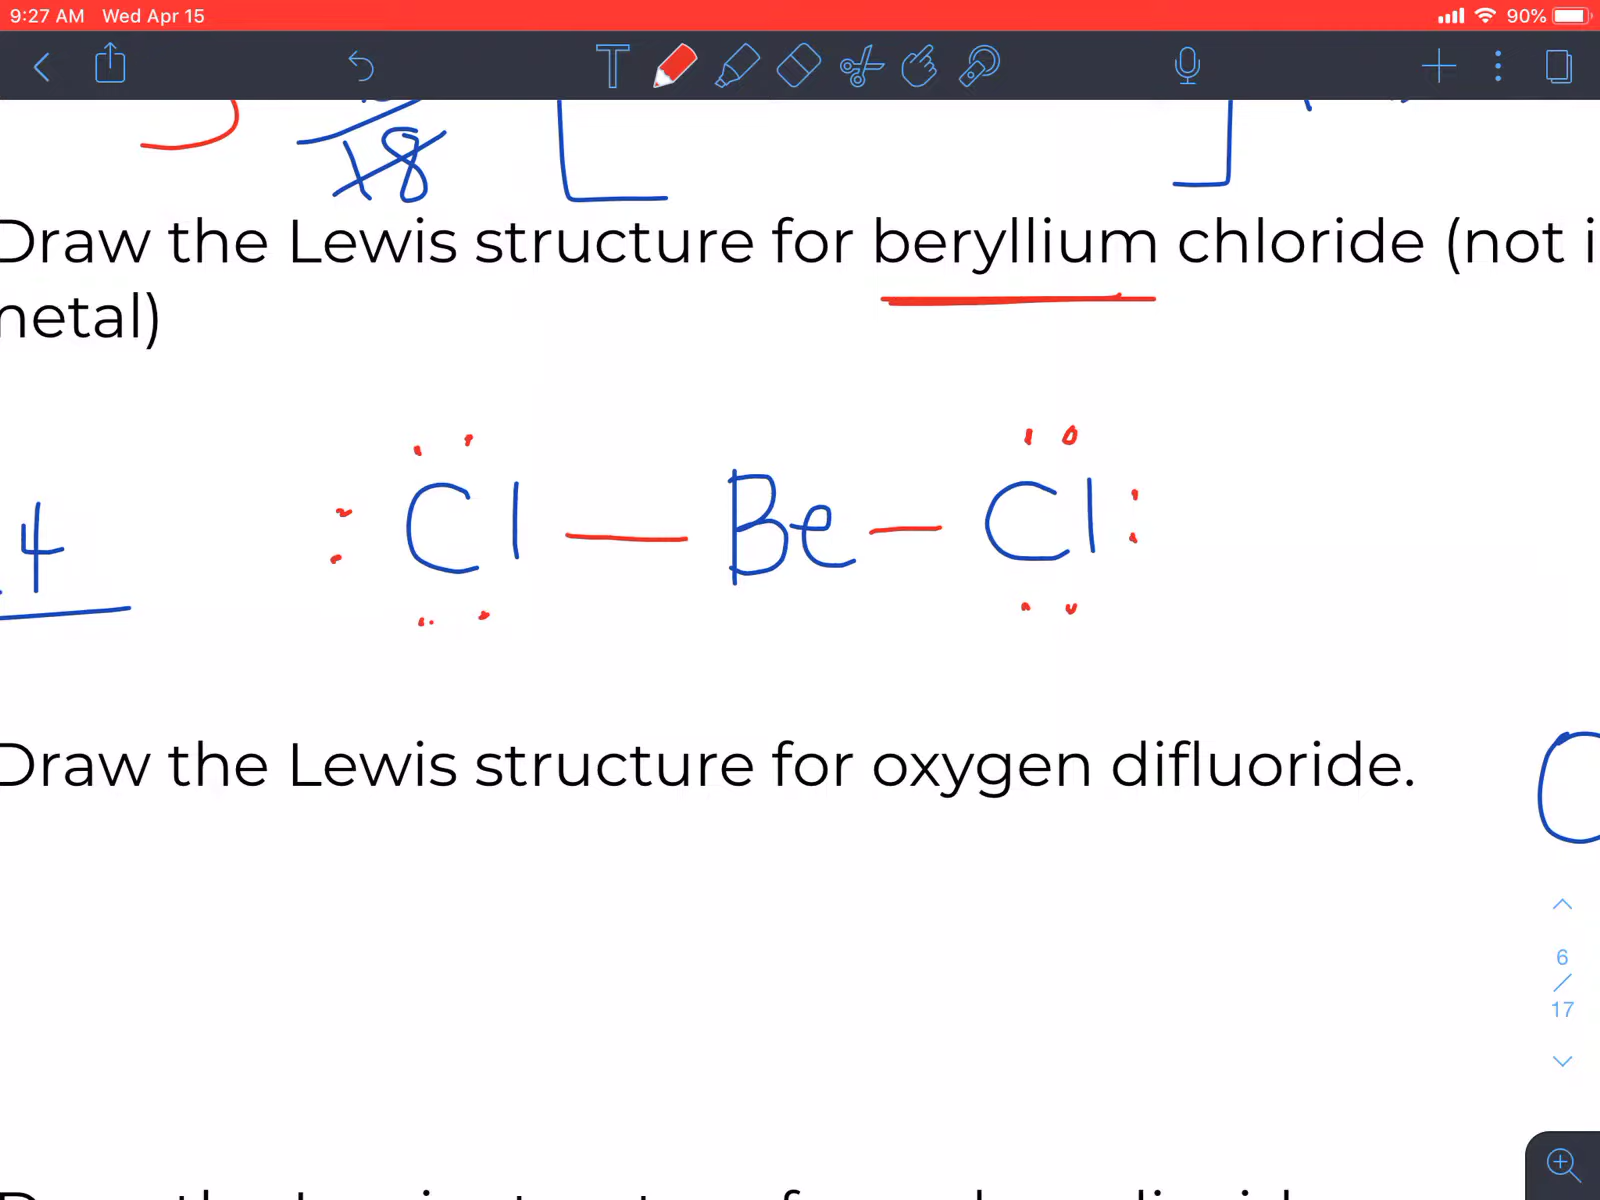 9:27 AM Wed Apr 15 90%
T
18
Draw the Lewis structure for beryllium chloride (not i
metal)
Cl — Be — Cl
4
Draw the Lewis structure for oxygen difluoride.
6
/
17